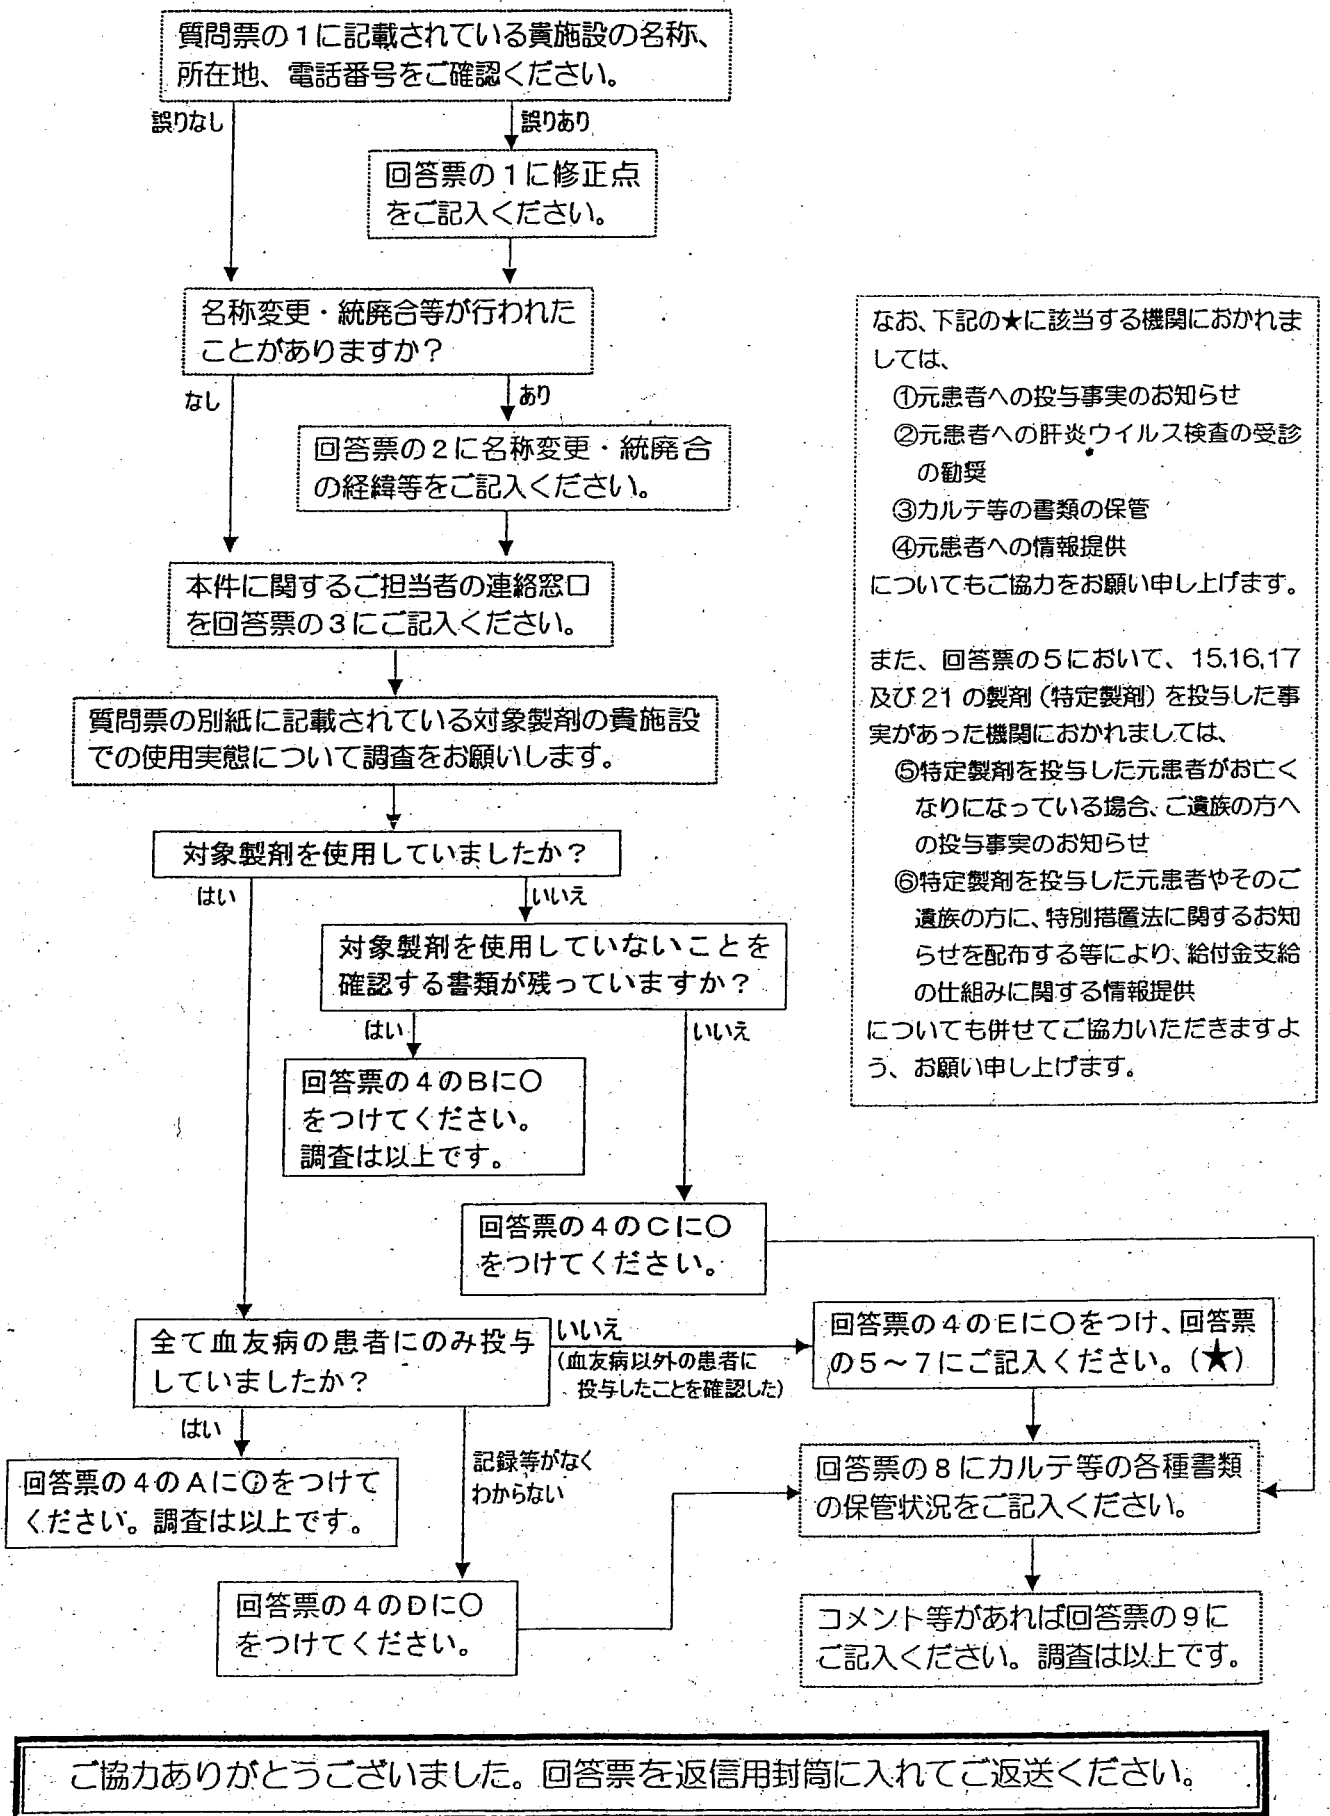 質問票の1に記載されている貴施設の名称、
所在地、電話番号をご確認ください。
誤りなし
誤りあり
回答票の1に修正点
をご記入ください。
名称変更・統廃合等が行われた
ことがありますか？
なし
あり
回答票の2に名称変更・統廃合
の経緯等をご記入ください。
本件に関するご担当者の連絡窓口
を回答票の3にご記入ください。
質問票の別紙に記載されている対象製剤の貴施設
での使用実態について調査をお願いします。
対象製剤を使用していましたか？
はい
いいえ
対象製剤を使用していないことを
確認する書類が残っていますか？
はい
いいえ
回答票の4のBに○
をつけてください。
調査は以上です。
回答票の4のCに○
をつけてください。
全て血友病の患者にのみ投与
していましたか？
いいえ
(血友病以外の患者に
投与したことを確認した)
回答票の4のEに○をつけ、回答票
の5～7にご記入ください。(★)
はい
記録等がなく
わからない
回答票の4のAに○をつけて
ください。調査は以上です。
回答票の8にカルテ等の各種書類
の保管状況をご記入ください。
回答票の4のDに○
をつけてください。
コメント等があれば回答票の9に
ご記入ください。調査は以上です。
なお、下記の★に該当する機関におかれま
しては、
①元患者への投与事実のお知らせ
②元患者への肝炎ウイルス検査の受診
の勧奨
③カルテ等の書類の保管
④元患者への情報提供
についてもご協力をお願い申し上げます。
また、回答票の5において、15,16,17
及び21の製剤（特定製剤）を投与した事
実があった機関におかれましては、
⑤特定製剤を投与した元患者がお亡く
なりになっている場合、ご遺族の方へ
の投与事実のお知らせ
⑥特定製剤を投与した元患者やそのご
遺族の方に、特別措置法に関するお知
らせを配布する等により、給付金支給
の仕組みに関する情報提供
についても併せてご協力いただきますよ
う、お願い申し上げます。
ご協力ありがとうございました。回答票を返信用封筒に入れてご返送ください。